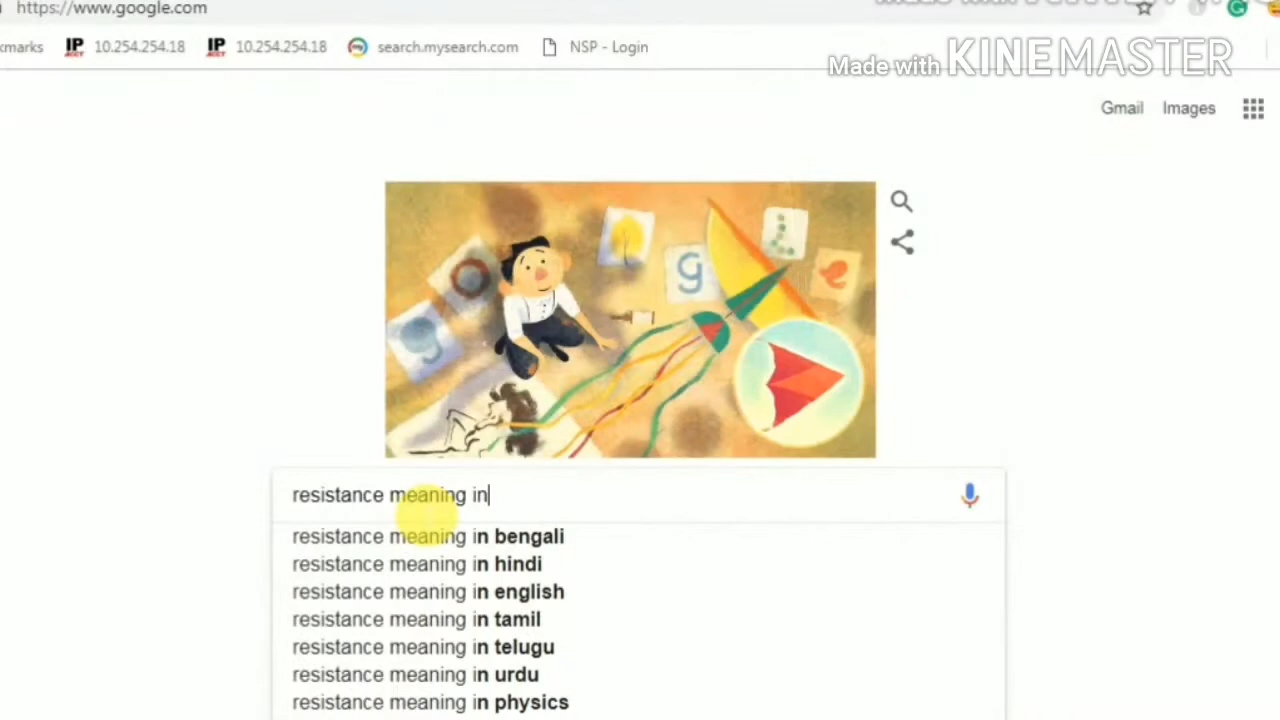 https://www.google.com
kmarks 10.254.254.18 10.254.254.18 search.mysearch.com NSP - Login
Made with KINEMASTER
Gmail Images
resistance meaning in
resistance meaning in bengali
resistance meaning in hindi
resistance meaning in english
resistance meaning in tamil
resistance meaning in telugu
resistance meaning in urdu
resistance meaning in physics